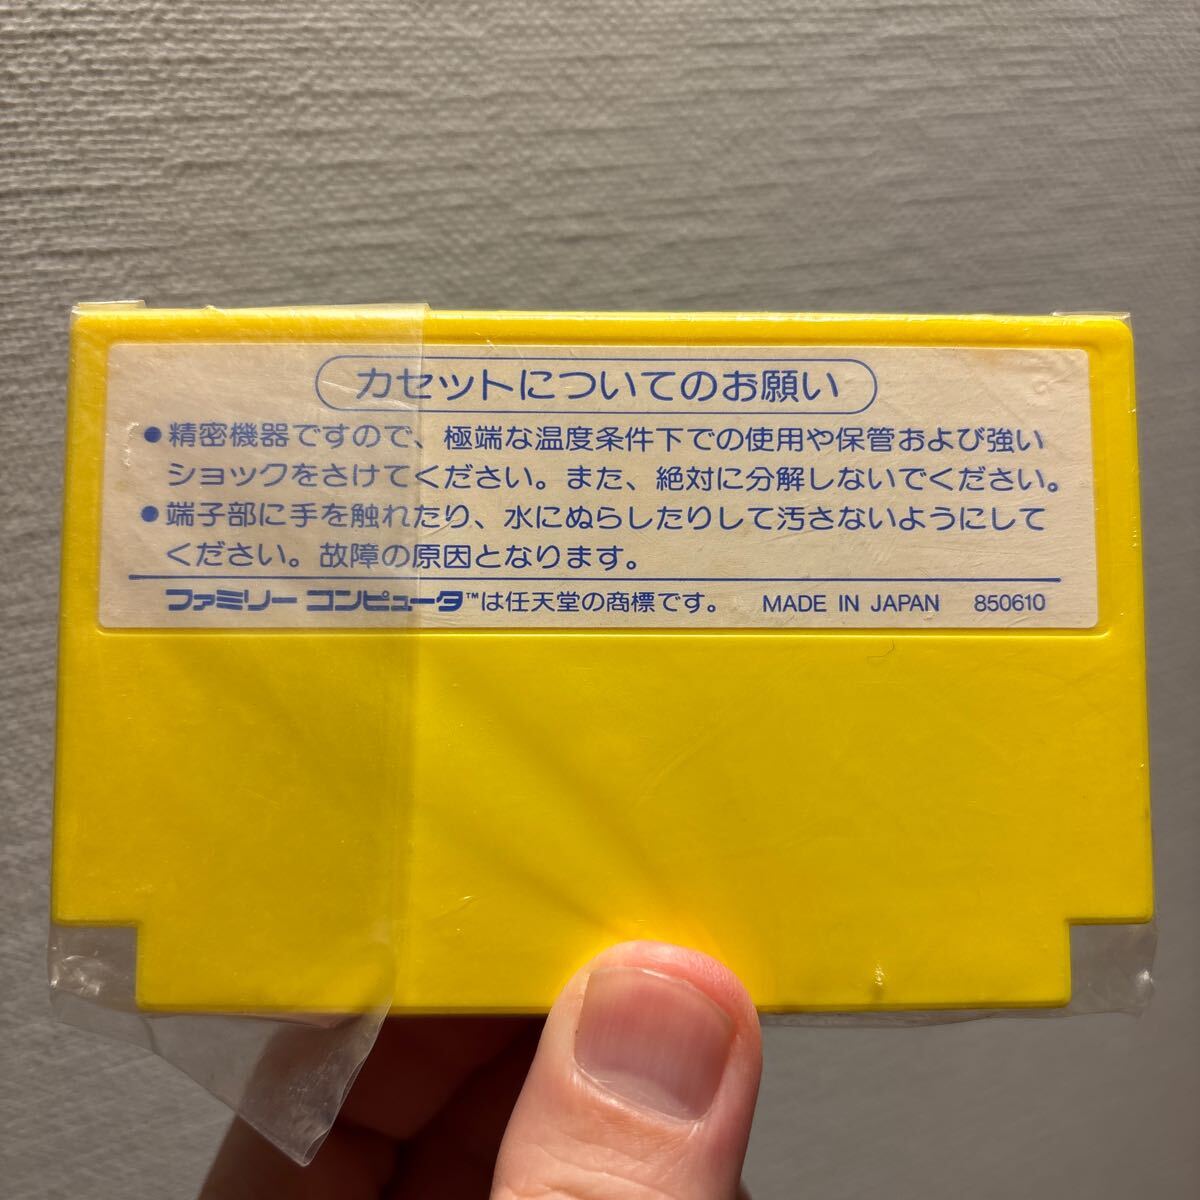 カセットについてのお願い
●精密機器ですので、極端な温度条件下での使用や保管および強い
ショックをさけてください。また、絶対に分解しないでください。
●端子部に手を触れたり、水にぬらしたりして汚さないようにして
ください。故障の原因となります。
ファミリー コンピュータ™は任天堂の商標です。 MADE IN JAPAN 850610